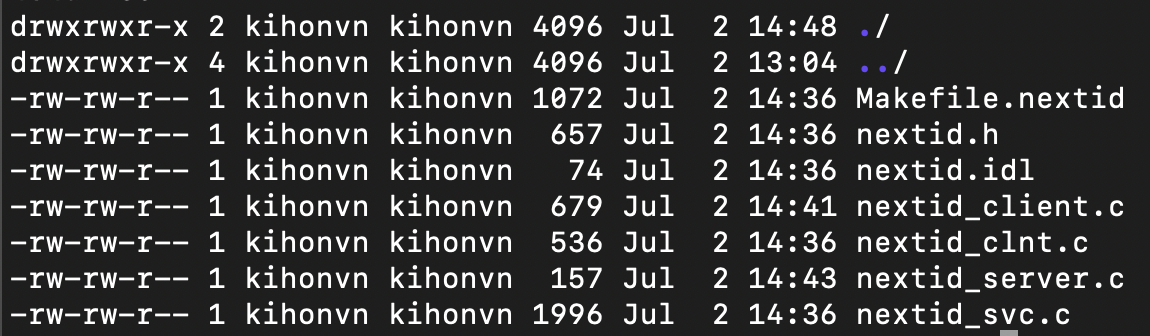 drwxrwxr-x 2 kihonvn kihonvn 4096 Jul  2 14:48 ./
drwxrwxr-x 4 kihonvn kihonvn 4096 Jul  2 13:04 ../
-rw-rw-r-- 1 kihonvn kihonvn 1072 Jul  2 14:36 Makefile.nextid
-rw-rw-r-- 1 kihonvn kihonvn  657 Jul  2 14:36 nextid.h
-rw-rw-r-- 1 kihonvn kihonvn   74 Jul  2 14:36 nextid.idl
-rw-rw-r-- 1 kihonvn kihonvn  679 Jul  2 14:41 nextid_client.c
-rw-rw-r-- 1 kihonvn kihonvn  536 Jul  2 14:36 nextid_clnt.c
-rw-rw-r-- 1 kihonvn kihonvn  157 Jul  2 14:43 nextid_server.c
-rw-rw-r-- 1 kihonvn kihonvn 1996 Jul  2 14:36 nextid_svc.c